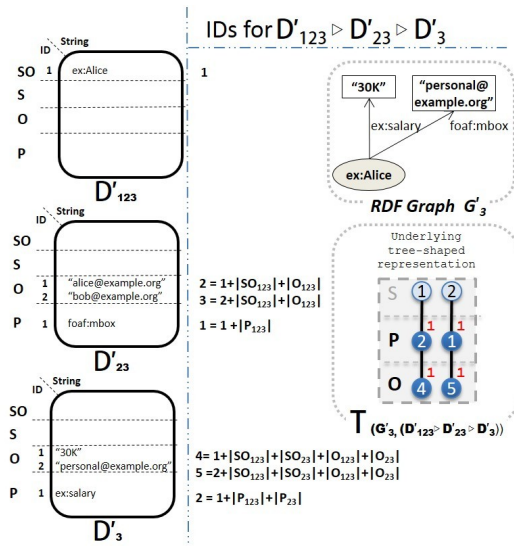 IDs for D'123 ▷ D'23 ▷ D'3
ID String
SO 1 ex:Alice 1
S
O
P
D'123
"30K"
"personal@
example.org"
ex:salary
foaf:mbox
ex:Alice
RDF Graph G'3
ID String
SO
S
O 1 "alice@example.org" 2 = 1+|SO123|+|O123|
2 "bob@example.org" 3 = 2+|SO123|+|O123|
P 1 foaf:mbox 1 = 1 +|P123|
D'23
Underlying
tree-shaped
representation
S 1 2
P 2 1 1 1
O 4 1 5 1
T (G'3, (D'123▷ D'23 ▷ D'3))
ID String
SO
S
O 1 "30K" 4= 1+|SO123|+|SO23|+|O123|+|O23|
2 "personal@example.org" 5 =2+|SO123|+|SO23|+|O123|+|O23|
P 1 ex:salary 2 = 1+|P123|+|P23|
D'3